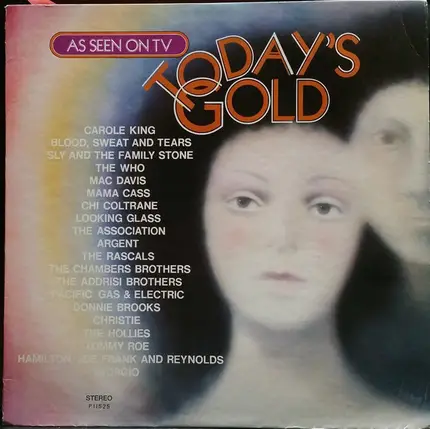 AS SEEN ON TV
TODAY'S
GOLD
CAROLE KING
BLOOD, SWEAT AND TEARS
SLY AND THE FAMILY STONE
THE WHO
MAC DAVIS
MAMA CASS
CHI COLTRANE
LOOKING GLASS
THE ASSOCIATION
ARGENT
THE RASCALS
THE CHAMBERS BROTHERS
THE ADDRISI BROTHERS
PACIFIC GAS & ELECTRIC
DONNIE BROOKS
CHRISTIE
THE HOLLIES
TOMMY ROE
HAMILTON, JOE FRANK AND REYNOLDS
GIORGIO
STEREO